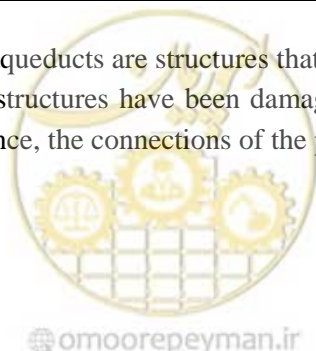 queducts are structures that
structures have been damag
nce, the connections of the p
omoorepeyman.ir